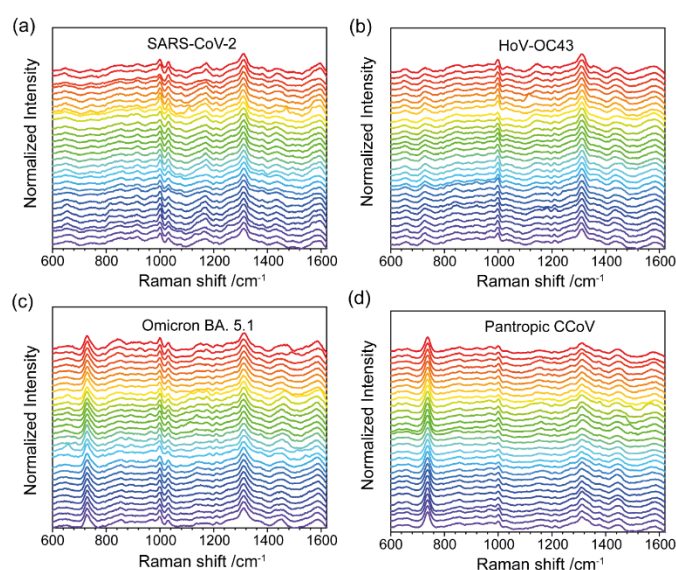 (a)
SARS-CoV-2
Normalized Intensity
600 800 1000 1200 1400 1600
Raman shift /cm⁻¹
(b)
HoV-OC43
Normalized Intensity
600 800 1000 1200 1400 1600
Raman shift /cm⁻¹
(c)
Omicron BA. 5.1
Normalized Intensity
600 800 1000 1200 1400 1600
Raman shift /cm⁻¹
(d)
Pantropic CCoV
Normalized Intensity
600 800 1000 1200 1400 1600
Raman shift /cm⁻¹